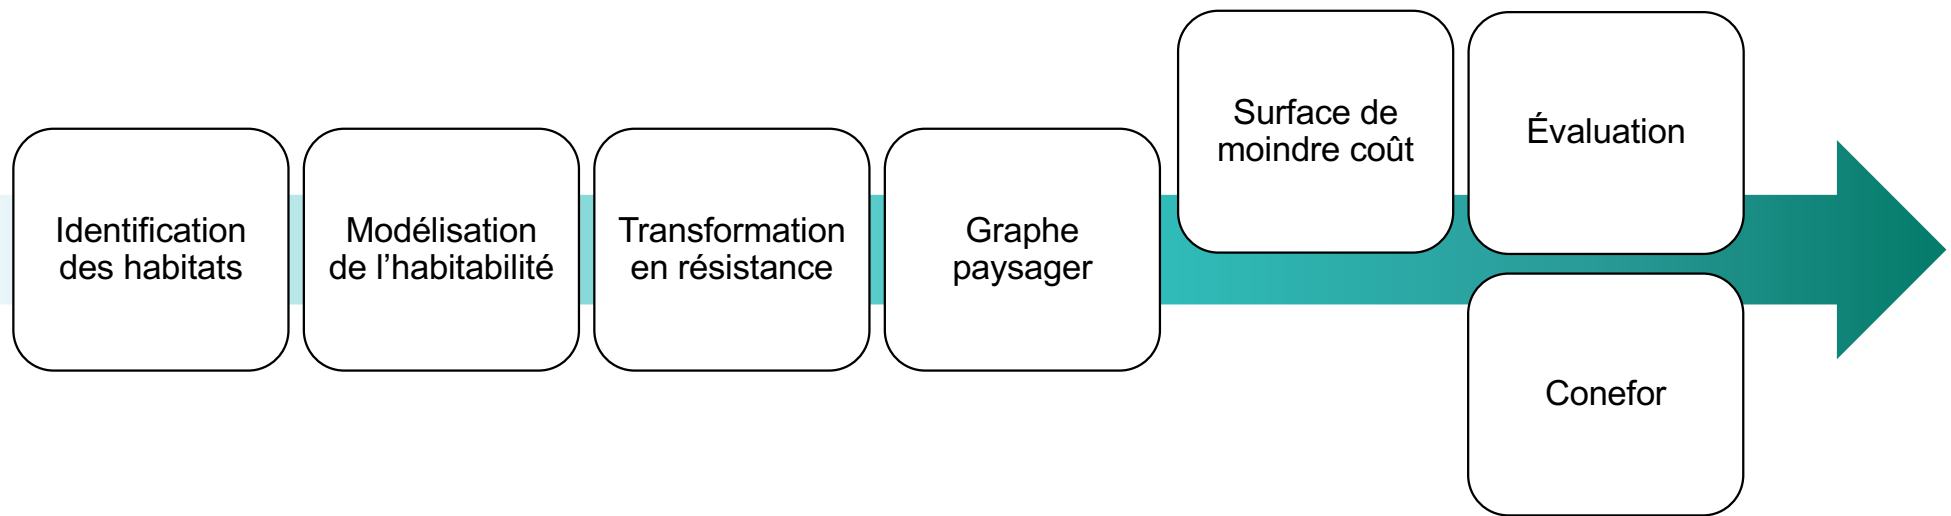 Identification
des habitats
Modélisation
de l’habitabilité
Transformation
en résistance
Graphe
paysager
Surface de
moindre coût
Évaluation
Conefor